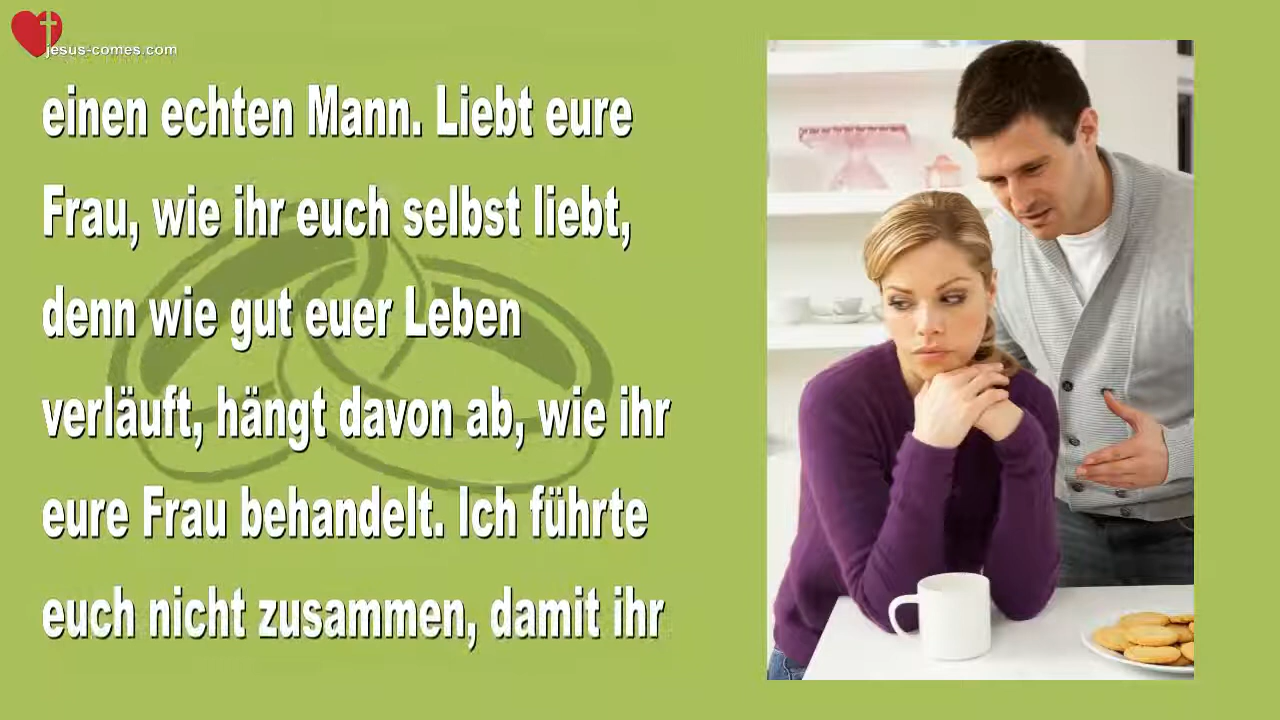 jesus-comes.com
einen echten Mann. Liebt eure
Frau, wie ihr euch selbst liebt,
denn wie gut euer Leben
verläuft, hängt davon ab, wie ihr
eure Frau behandelt. Ich führte
euch nicht zusammen, damit ihr